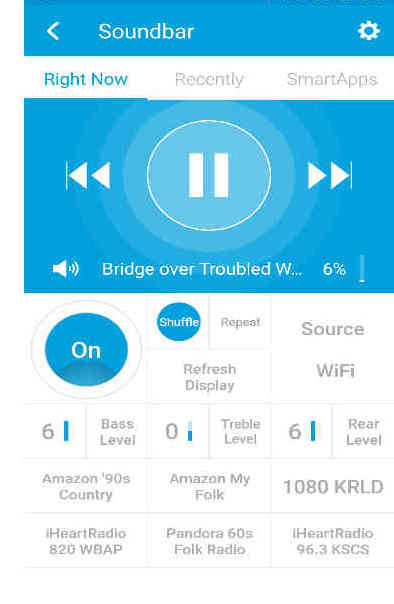 Soundbar
Right Now Recently SmartApps
Bridge over Troubled W... 6%
On
Shuffle Repeat
Source
WiFi
Refresh
Display
6 Bass
Level
0 Treble
Level
6 Rear
Level
Amazon '90s
Country
Amazon My
Folk
1080 KRLD
iHeartRadio
820 WBAP
Pandora 60s
Folk Radio
iHeartRadio
96.3 KSCS